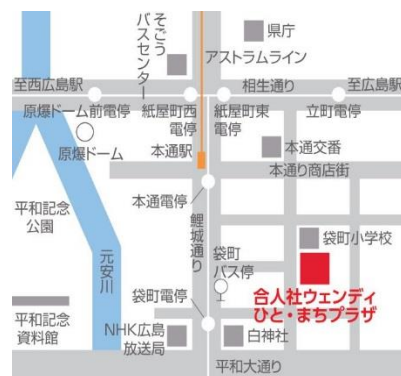 そごう
バスセンター
県庁
アストラムライン
至西広島駅
相生通り
至広島駅
原爆ドーム前電停
紙屋町西
電停
紙屋町東
電停
立町電停
原爆ドーム
本通駅
本通交番
本通り商店街
平和記念
公園
本通電停
鯉城通り
袋町
バス停
袋町小学校
元安川
合人社ウェンディ
ひと・まちプラザ
袋町電停
平和記念
資料館
NHK広島
放送局
白神社
平和大通り